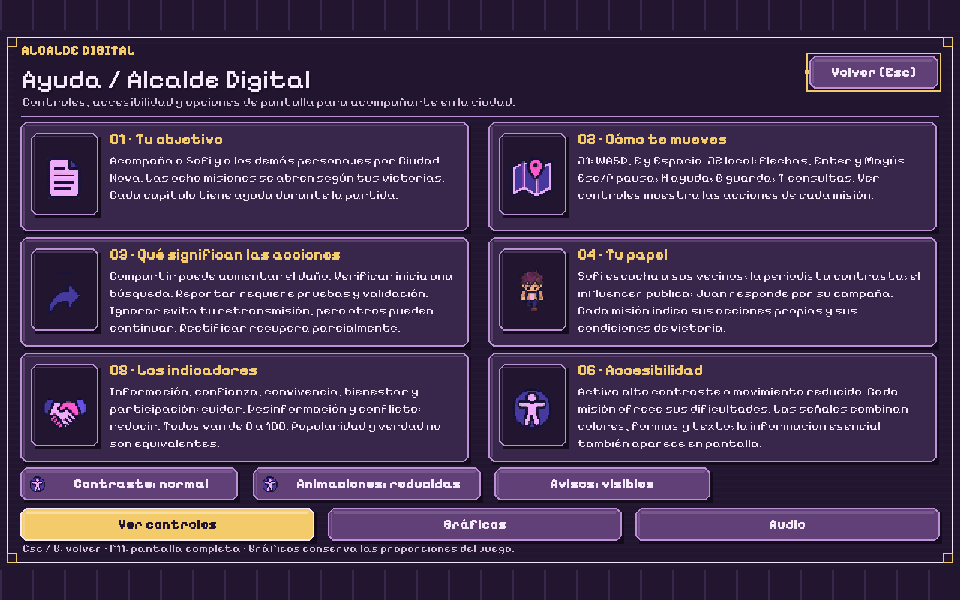 ALCALDE DIGITAL
Ayuda / Alcalde Digital
Controles, accesibilidad y opciones de pantalla para acompañarte en la ciudad.
Volver (Esc)
01 · Tu objetivo
Acompaña a Sofi y a los demás personajes por Ciudad
Nova. Las ocho misiones se abren según tus victorias.
Cada capítulo tiene ayuda durante la partida.
02 · Cómo te mueves
J1: WASD, E y Espacio. J2 local: flechas, Enter y Mayús
Esc/P pausa; H ayuda; G guarda; T consultas. Ver
controles muestra las acciones de cada misión.
03 · Qué significan las acciones
Compartir puede aumentar el daño. Verificar inicia una
búsqueda. Reportar requiere pruebas y validación.
Ignorar evita tu retransmisión, pero otros pueden
continuar. Rectificar recupera parcialmente.
04 · Tu papel
Sofi escucha a sus vecinos; la periodista contrasta; el
influencer publica; Juan responde por su campaña.
Cada misión indica sus acciones propias y sus
condiciones de victoria.
05 · Los indicadores
Información, confianza, convivencia, bienestar y
participación: cuidar. Desinformación y conflicto:
reducir. Todos van de 0 a 100. Popularidad y verdad no
son equivalentes.
06 · Accesibilidad
Activa alto contraste o movimiento reducido. Cada
misión ofrece sus dificultades. Las señales combinan
colores, formas y texto; la informacion esencial
también aparece en pantalla.
Contraste: normal
Animaciones: reducidas
Avisos: visibles
Ver controles
Gráficos
Audio
Esc / B: volver · F11: pantalla completa · Gráficos conserva las proporciones del juego.